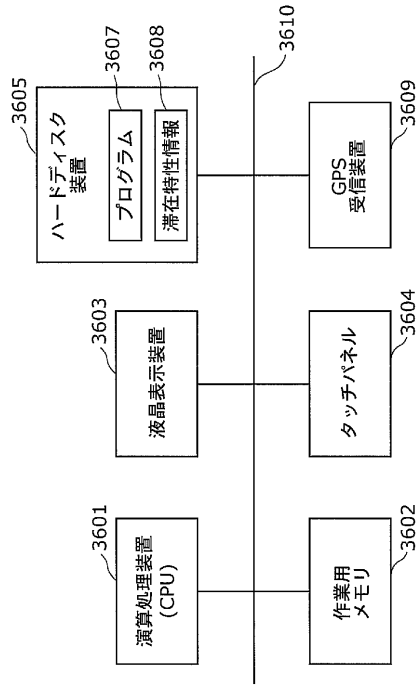 3601
演算処理装置
(CPU)
3603
液晶表示装置
3605
ハードディスク
装置
3607
プログラム
3608
滞在特性情報
3610
作業用
メモリ
3602
タッチパネル
3604
GPS
受信装置
3609